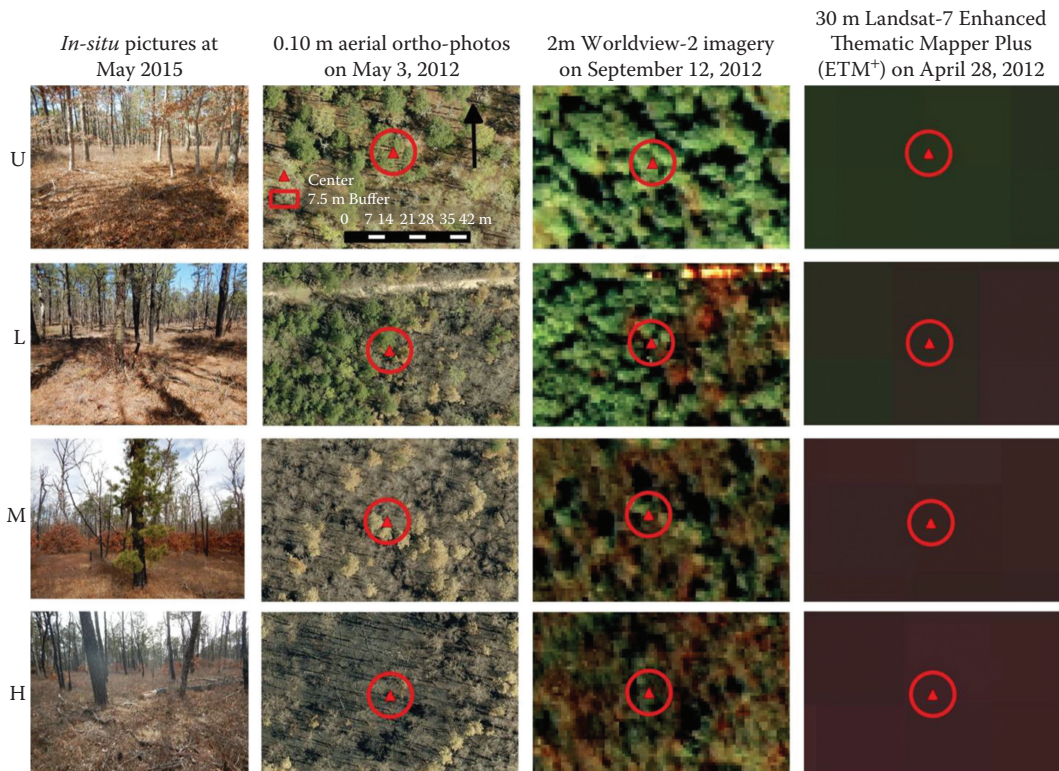 In-situ pictures at
May 2015
0.10 m aerial ortho-photos
on May 3, 2012
2m Worldview-2 imagery
on September 12, 2012
30 m Landsat-7 Enhanced
Thematic Mapper Plus
(ETM+) on April 28, 2012
U
Center
7.5 m Buffer
0 7 14 21 28 35 42 m
L
M
H